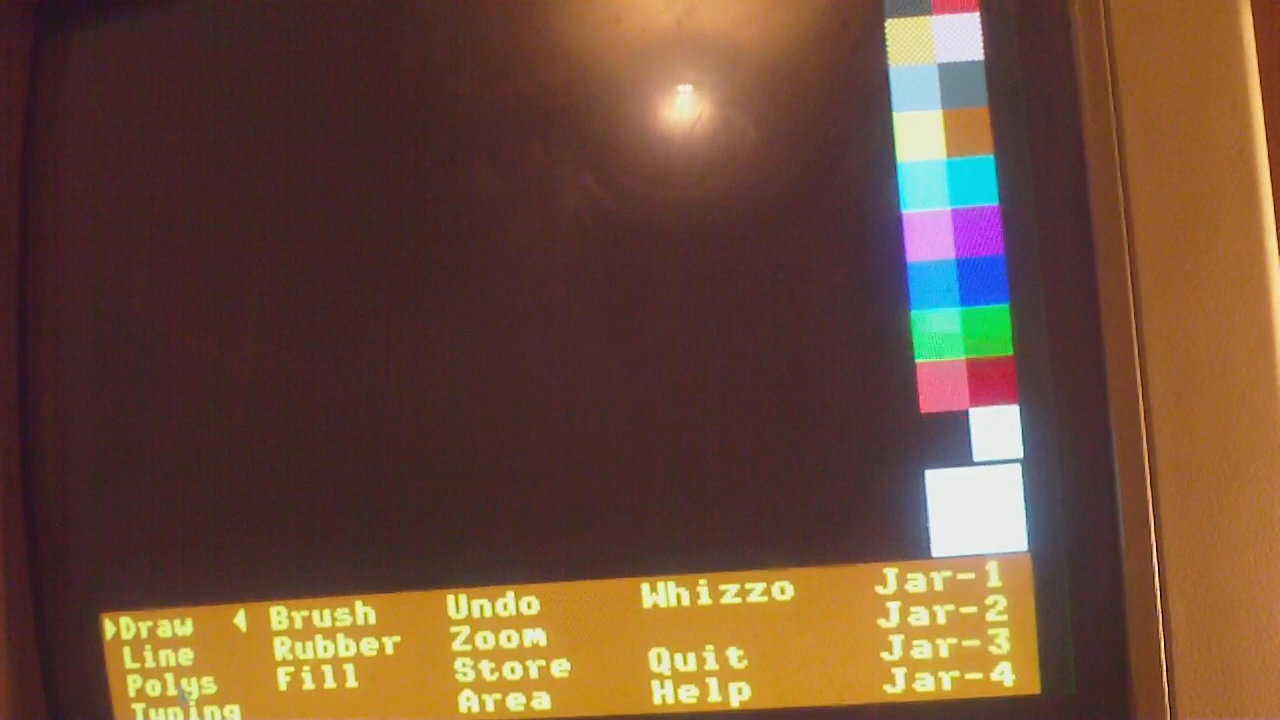 Draw Brush Undo Whizzo Jar-1
Line Rubber Zoom Jar-2
Polys Fill Store Quit Jar-3
Typing Area Help Jar-4